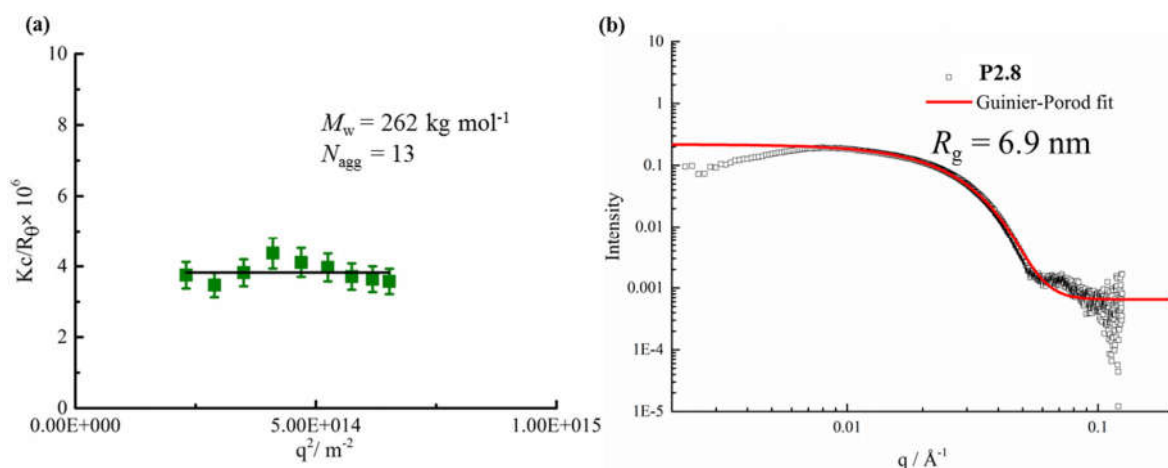 (a)
10
8
6
4
2
0
Kc/Rθ× 10⁶
Mw = 262 kg mol⁻¹
Nagg = 13
0.00E+000
5.00E+014
1.00E+015
q²/ m⁻²
(b)
10
1
0.1
0.01
0.001
1E-4
1E-5
Intensity
P2.8
Guinier-Porod fit
Rg = 6.9 nm
0.01
0.1
q / Å⁻¹